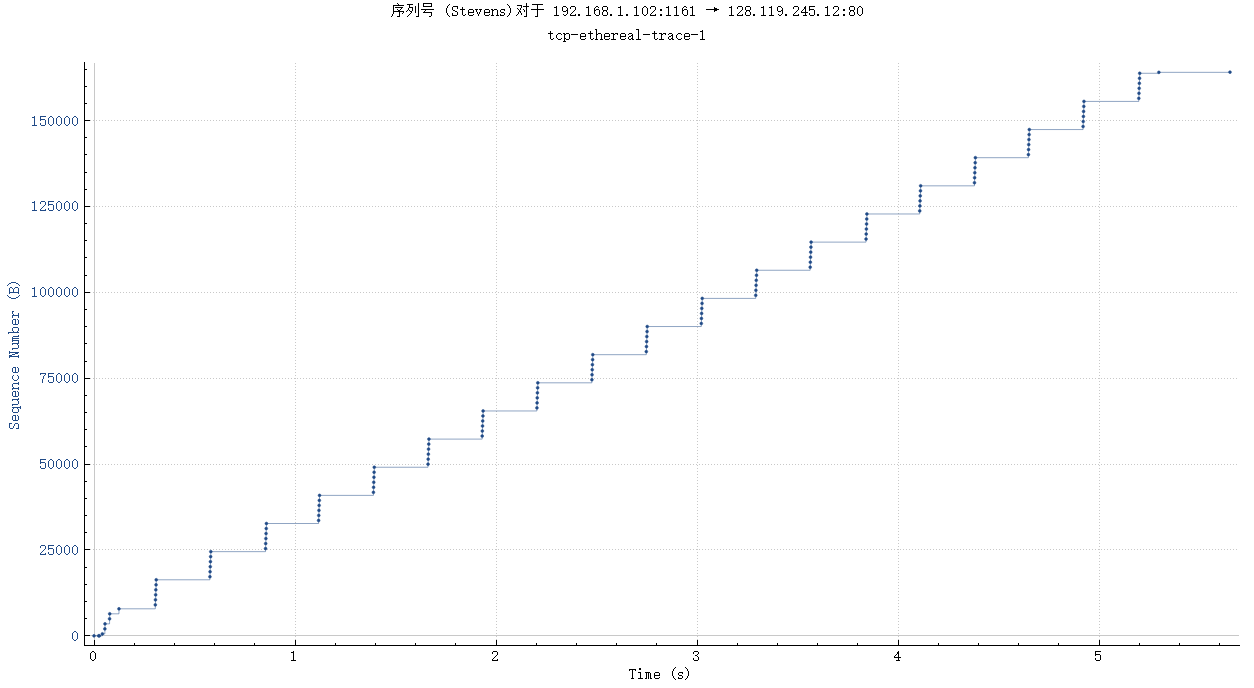 序列号 (Stevens)对于 192.168.1.102:1161 → 128.119.245.12:80
tcp-ethereal-trace-1
Sequence Number (B)
150000
125000
100000
75000
50000
25000
0
0 1 2 3 4 5
Time (s)